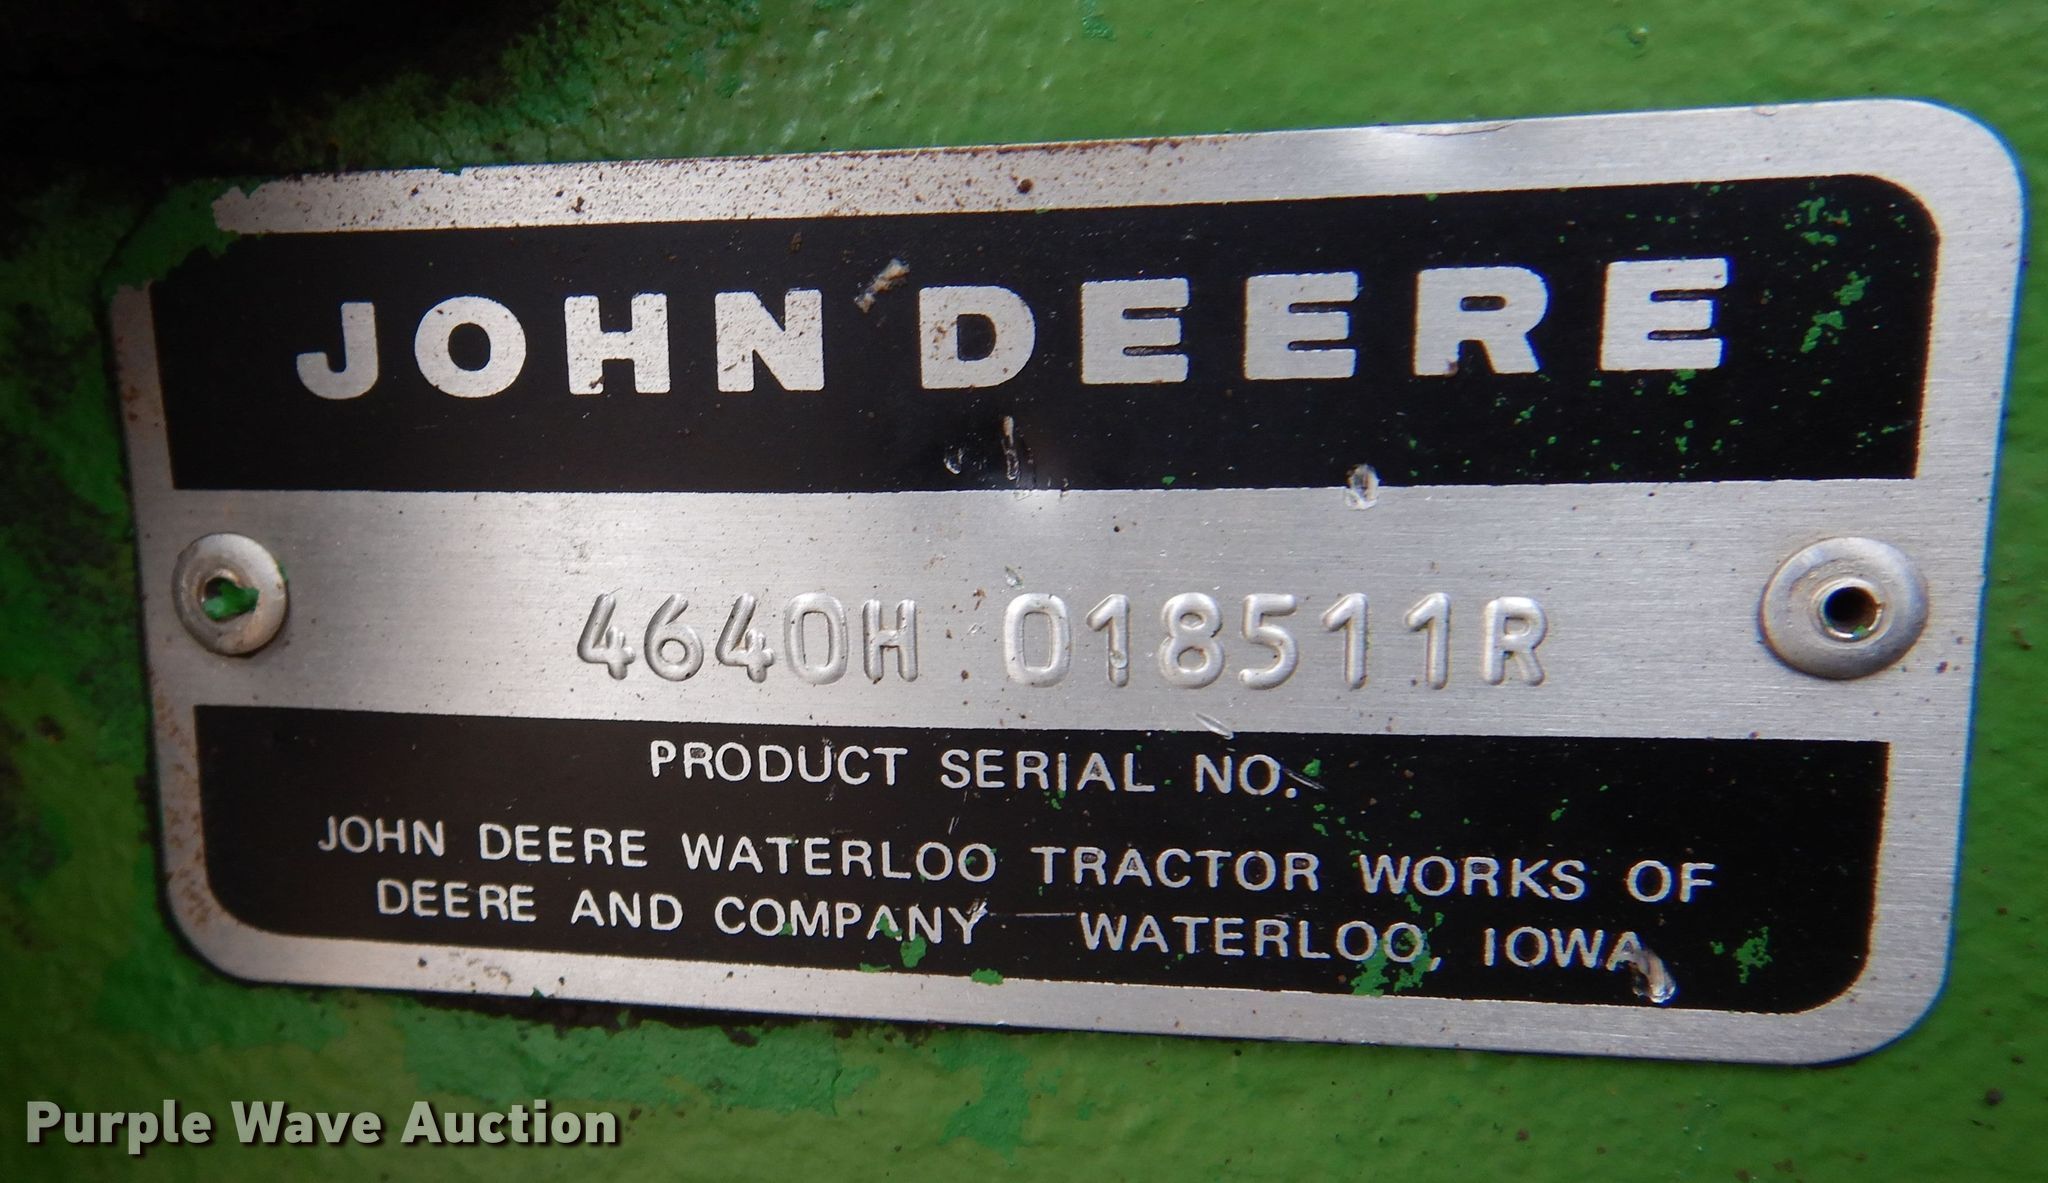 JOHN DEERE
4640H 018511R
PRODUCT SERIAL NO.
JOHN DEERE WATERLOO TRACTOR WORKS OF
DEERE AND COMPANY WATERLOO, IOWA
Purple Wave Auction